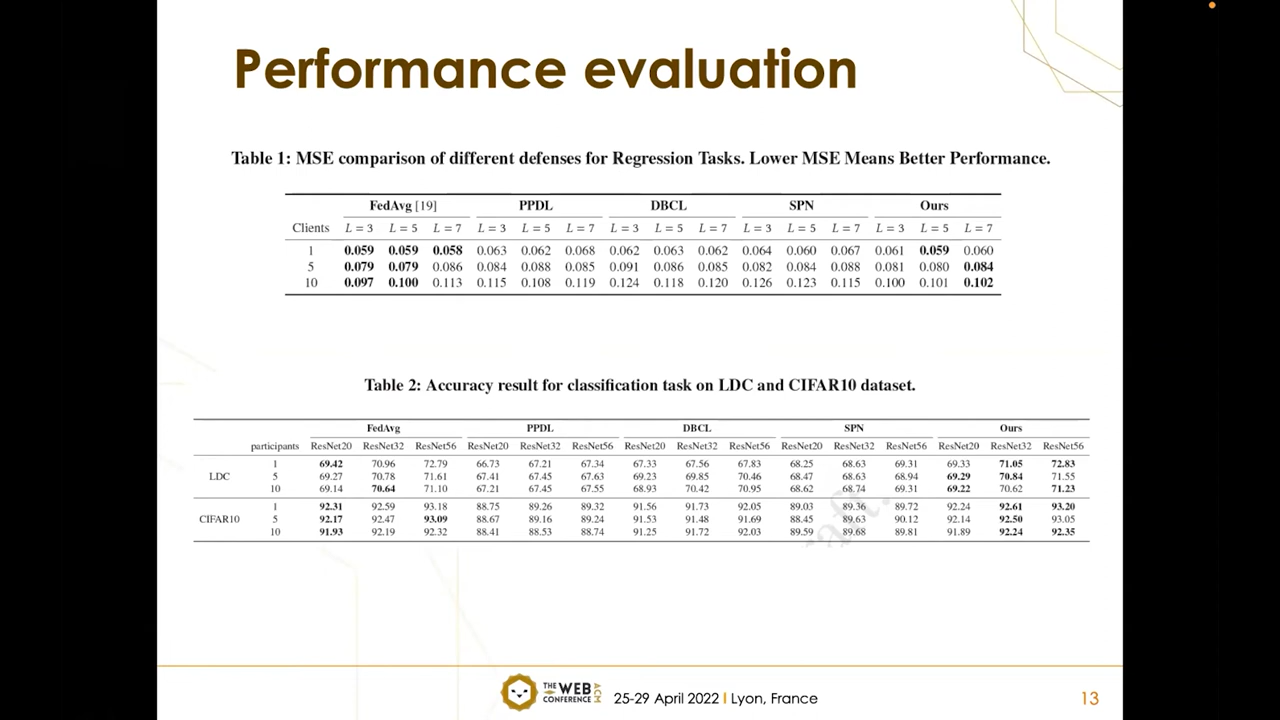 Performance evaluation
Table 1: MSE comparison of different defenses for Regression Tasks. Lower MSE Means Better Performance.
FedAvg [19] PPDL DBCL SPN Ours
Clients L = 3 L = 5 L = 7 L = 3 L = 5 L = 7 L = 3 L = 5 L = 7 L = 3 L = 5 L = 7 L = 3 L = 5 L = 7
1 0.059 0.059 0.058 0.063 0.062 0.068 0.062 0.063 0.062 0.064 0.060 0.067 0.061 0.059 0.060
5 0.079 0.079 0.086 0.084 0.088 0.085 0.091 0.086 0.085 0.082 0.084 0.088 0.081 0.080 0.084
10 0.097 0.100 0.113 0.115 0.108 0.119 0.124 0.118 0.120 0.126 0.123 0.115 0.100 0.101 0.102
Table 2: Accuracy result for classification task on LDC and CIFAR10 dataset.
FedAvg PPDL DBCL SPN Ours
participants ResNet20 ResNet32 ResNet56 ResNet20 ResNet32 ResNet56 ResNet20 ResNet32 ResNet56 ResNet20 ResNet32 ResNet56 ResNet20 ResNet32 ResNet56
1 69.42 70.96 72.79 66.73 67.21 67.34 67.33 67.56 67.83 68.25 68.63 69.31 69.33 71.05 72.83
LDC 5 69.27 70.78 71.61 67.41 67.45 67.63 69.23 69.85 70.46 68.47 68.63 68.94 69.29 70.84 71.55
10 69.14 70.64 71.10 67.21 67.45 67.55 68.93 70.42 70.95 68.62 68.74 69.31 69.22 70.62 71.23
1 92.31 92.59 93.18 88.75 89.26 89.32 91.56 91.73 92.05 89.03 89.36 89.72 92.24 92.61 93.20
CIFAR10 5 92.17 92.47 93.09 88.67 89.16 89.24 91.53 91.48 91.69 88.45 89.63 90.12 92.14 92.50 93.05
10 91.93 92.19 92.32 88.41 88.53 88.74 91.25 91.72 92.03 89.59 89.68 89.81 91.89 92.24 92.35
THE WEB CONFERENCE ACM
25-29 April 2022 | Lyon, France
13